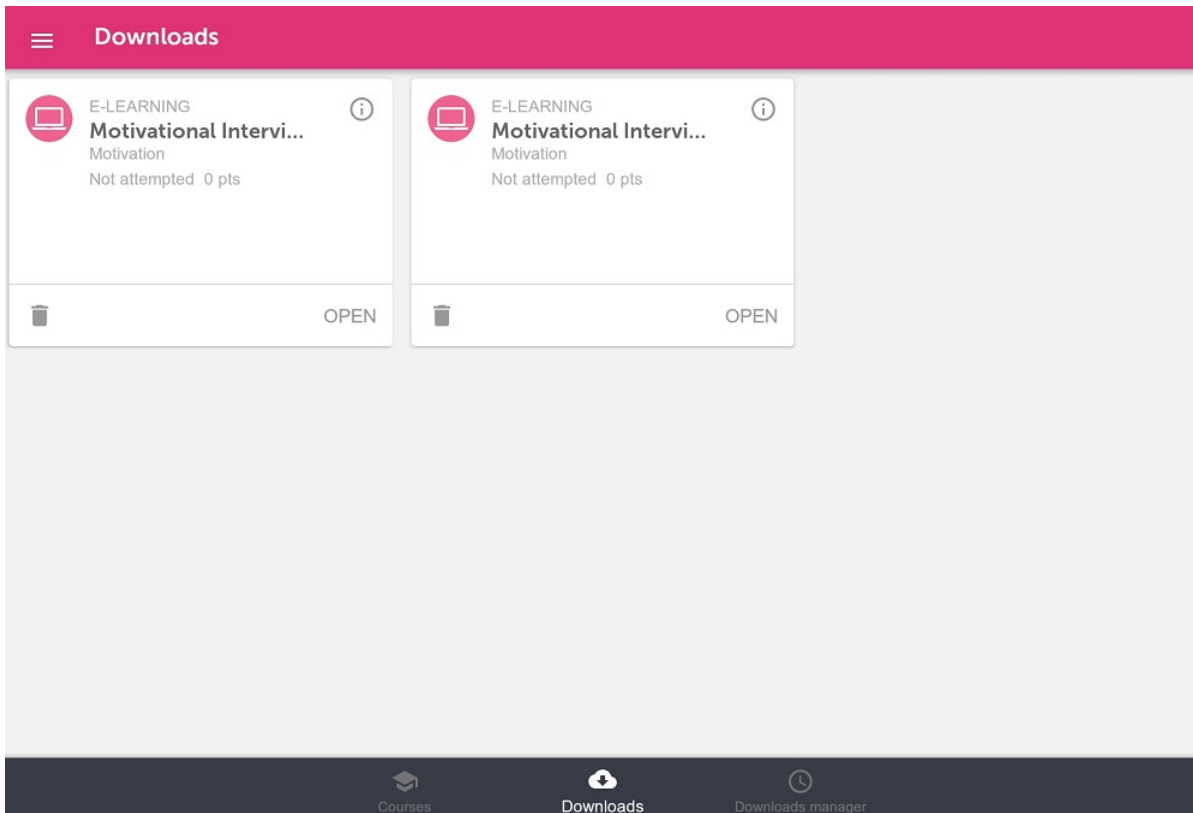 Downloads
E-LEARNING
Motivational Intervi...
Motivation
Not attempted 0 pts
OPEN
E-LEARNING
Motivational Intervi...
Motivation
Not attempted 0 pts
OPEN
Courses
Downloads
Downloads manager